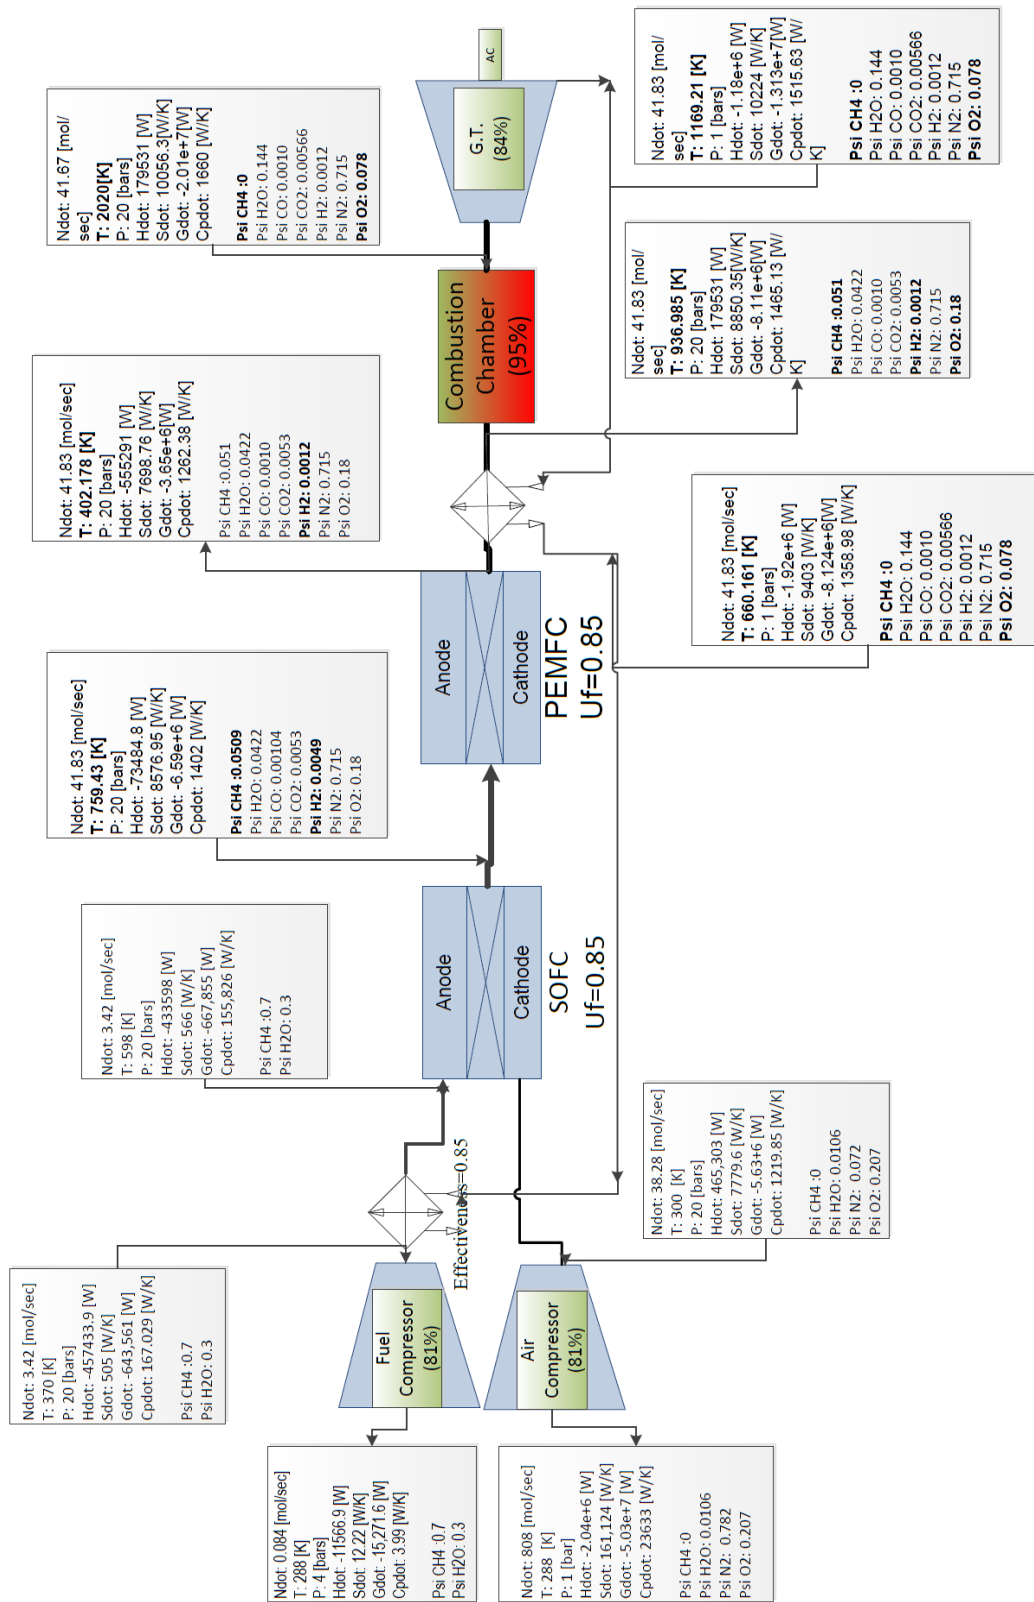 Ndot: 3.42 [mol/sec]
T: 370 [K]
P: 20 [bars]
Hdot: -457433.9 [W]
Sdot: 505 [W/K]
Gdot: -643,561 [W]
Cpdot: 167.029 [W/K]
Psi CH4 :0.7
Psi H2O: 0.3
Ndot: 3.42 [mol/sec]
T: 598 [K]
P: 20 [bars]
Hdot: -433598 [W]
Sdot: 566 [W/K]
Gdot: -667,855 [W]
Cpdot: 155,826 [W/K]
Psi CH4 :0.7
Psi H2O: 0.3
Ndot: 41.83 [mol/sec]
T: 759.43 [K]
P: 20 [bars]
Hdot: -73484.8 [W]
Sdot: 8576.95 [W/K]
Gdot: -6.59e+6 [W]
Cpdot: 1402 [W/K]
Psi CH4 :0.0509
Psi H2O: 0.0422
Psi CO: 0.00104
Psi CO2: 0.0053
Psi H2: 0.0049
Psi N2: 0.715
Psi O2: 0.18
Ndot: 41.83 [mol/sec]
T: 402.178 [K]
P: 20 [bars]
Hdot: -555291 [W]
Sdot: 7698.76 [W/K]
Gdot: -3.65e+6 [W]
Cpdot: 1262.38 [W/K]
Psi CH4 :0.051
Psi H2O: 0.0422
Psi CO: 0.0010
Psi CO2: 0.0053
Psi H2: 0.0012
Psi N2: 0.715
Psi O2: 0.18
Ndot: 41.67 [mol/
sec]
T: 2020[K]
P: 20 [bars]
Hdot: 179531 [W]
Sdot: 10056.3[W/K]
Gdot: -2.01e+7[W]
Cpdot: 1660 [W/K]
Psi CH4 :0
Psi H2O: 0.144
Psi CO: 0.0010
Psi CO2: 0.00566
Psi H2: 0.0012
Psi N2: 0.715
Psi O2: 0.078
Fuel
Compressor
(81%)
Effectiveness=0.85
Air
Compressor
(81%)
Anode
Cathode
SOFC
Uf=0.85
Anode
Cathode
PEMFC
Uf=0.85
Combustion
Chamber
(95%)
G.T.
(84%)
AC
Ndot: 0.084 [mol/sec]
T: 288 [K]
P: 4 [bars]
Hdot: -11566.9 [W]
Sdot: 12.22 [W/K]
Gdot: -15,271.6 [W]
Cpdot: 3.99 [W/K]
Psi CH4 :0.7
Psi H2O: 0.3
Ndot: 808 [mol/sec]
T: 288 [K]
P: 1 [bar]
Hdot: -2.04e+6 [W]
Sdot: 161,124 [W/K]
Gdot: -5.03e+7 [W]
Cpdot: 23633 [W/K]
Psi CH4 :0
Psi H2O: 0.0106
Psi N2: 0.782
Psi O2: 0.207
Ndot: 38.28 [mol/sec]
T: 300 [K]
P: 20 [bars]
Hdot: 465,303 [W]
Sdot: 7779.6 [W/K]
Gdot: -5.63+6 [W]
Cpdot: 1219.85 [W/K]
Psi CH4 :0
Psi H2O: 0.0106
Psi N2: 0.072
Psi O2: 0.207
Ndot: 41.83 [mol/sec]
T: 660.161 [K]
P: 1 [bars]
Hdot: -1.92e+6 [W]
Sdot: 9403 [W/K]
Gdot: -8.124e+6[W]
Cpdot: 1358.98 [W/K]
Psi CH4 :0
Psi H2O: 0.144
Psi CO: 0.0010
Psi CO2: 0.00566
Psi H2: 0.0012
Psi N2: 0.715
Psi O2: 0.078
Ndot: 41.83 [mol/
sec]
T: 936.985 [K]
P: 20 [bars]
Hdot: 179531 [W]
Sdot: 8850.35[W/K]
Gdot: -8.11e+6[W]
Cpdot: 1465.13 [W/
K]
Psi CH4 :0.051
Psi H2O: 0.0422
Psi CO: 0.0010
Psi CO2: 0.0053
Psi H2: 0.0012
Psi N2: 0.715
Psi O2: 0.18
Ndot: 41.83 [mol/
sec]
T: 1169.21 [K]
P: 1 [bars]
Hdot: -1.18e+6 [W]
Sdot: 10224 [W/K]
Gdot: -1.313e+7[W]
Cpdot: 1515.63 [W/
K]
Psi CH4 :0
Psi H2O: 0.144
Psi CO: 0.0010
Psi CO2: 0.00566
Psi H2: 0.0012
Psi N2: 0.715
Psi O2: 0.078